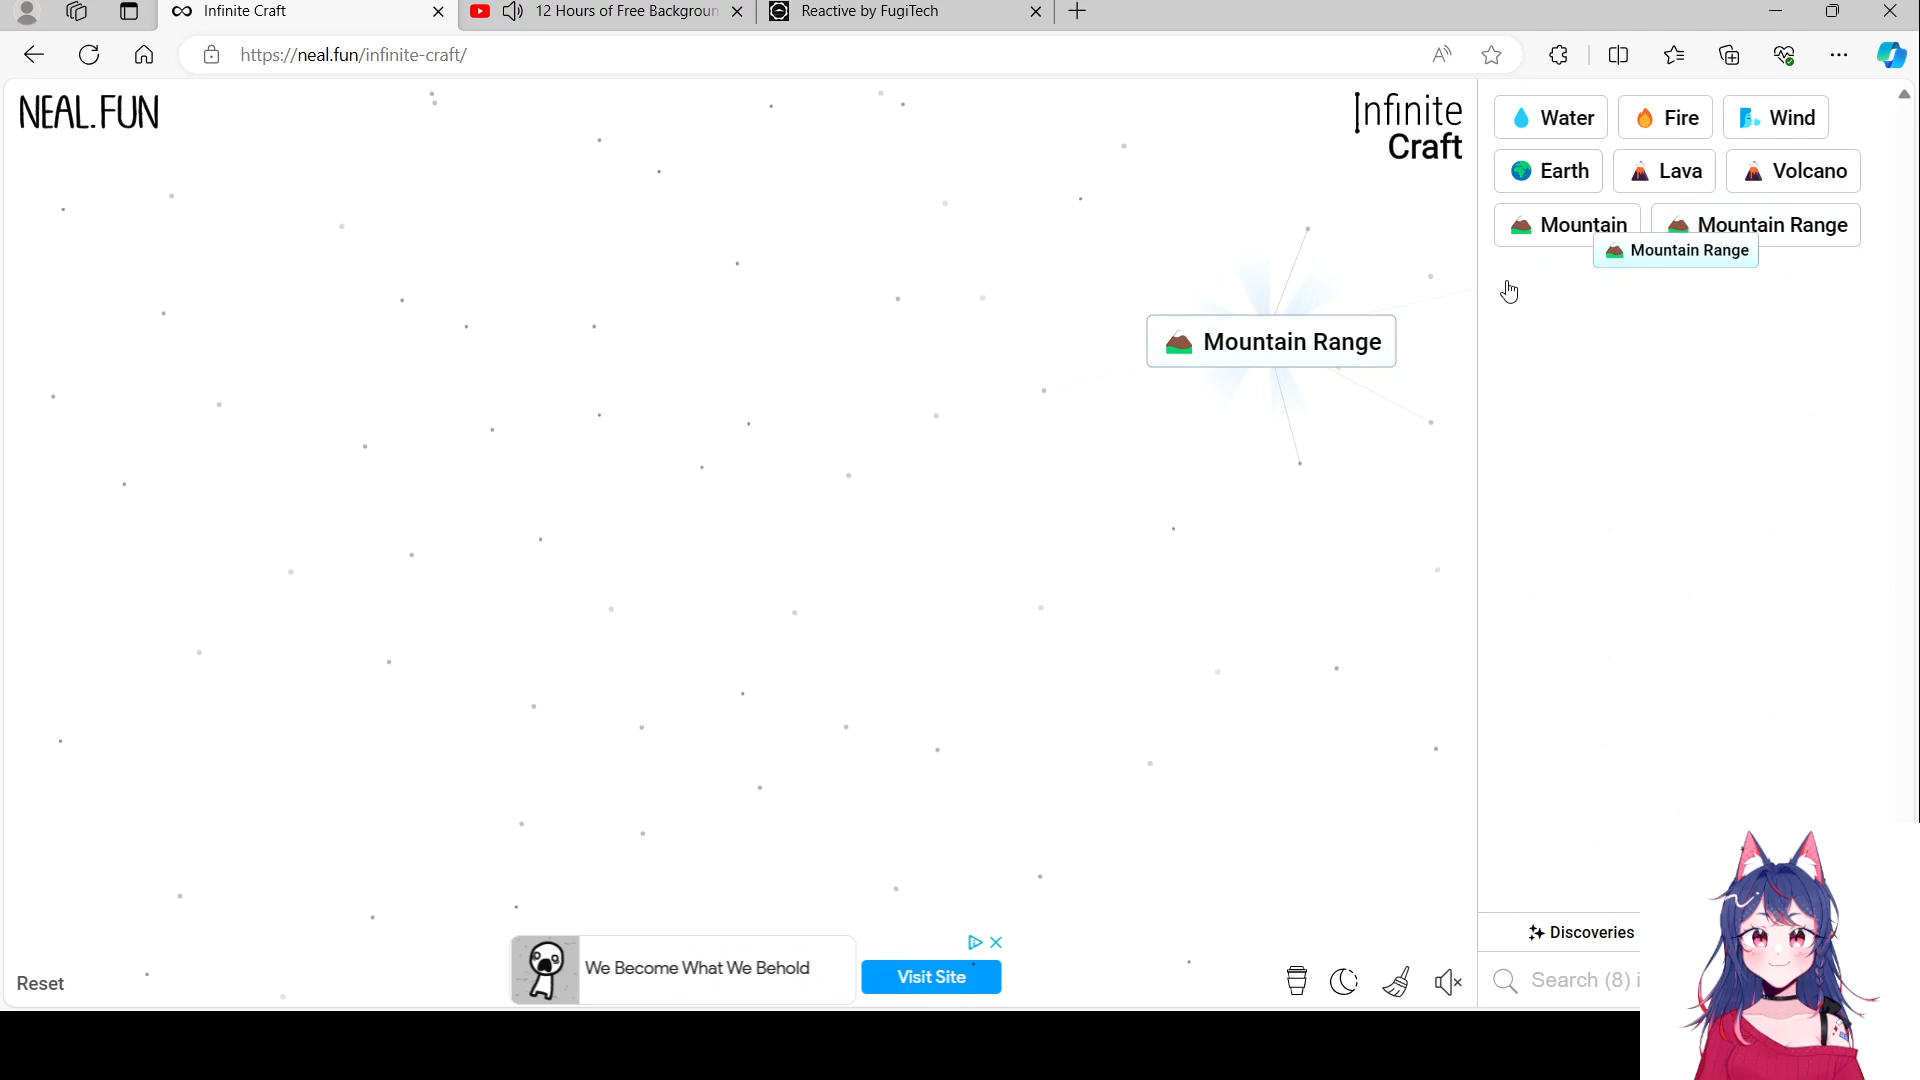 Infinite Craft
12 Hours of Free Backgroun
Reactive by FugiTech
https://neal.fun/infinite-craft/
NEAL.FUN
Infinite
Craft
Water
Fire
Wind
Earth
Lava
Volcano
Mountain
Mountain Range
Mountain Range
Mountain Range
Discoveries
Search (8) i
We Become What We Behold
Visit Site
Reset